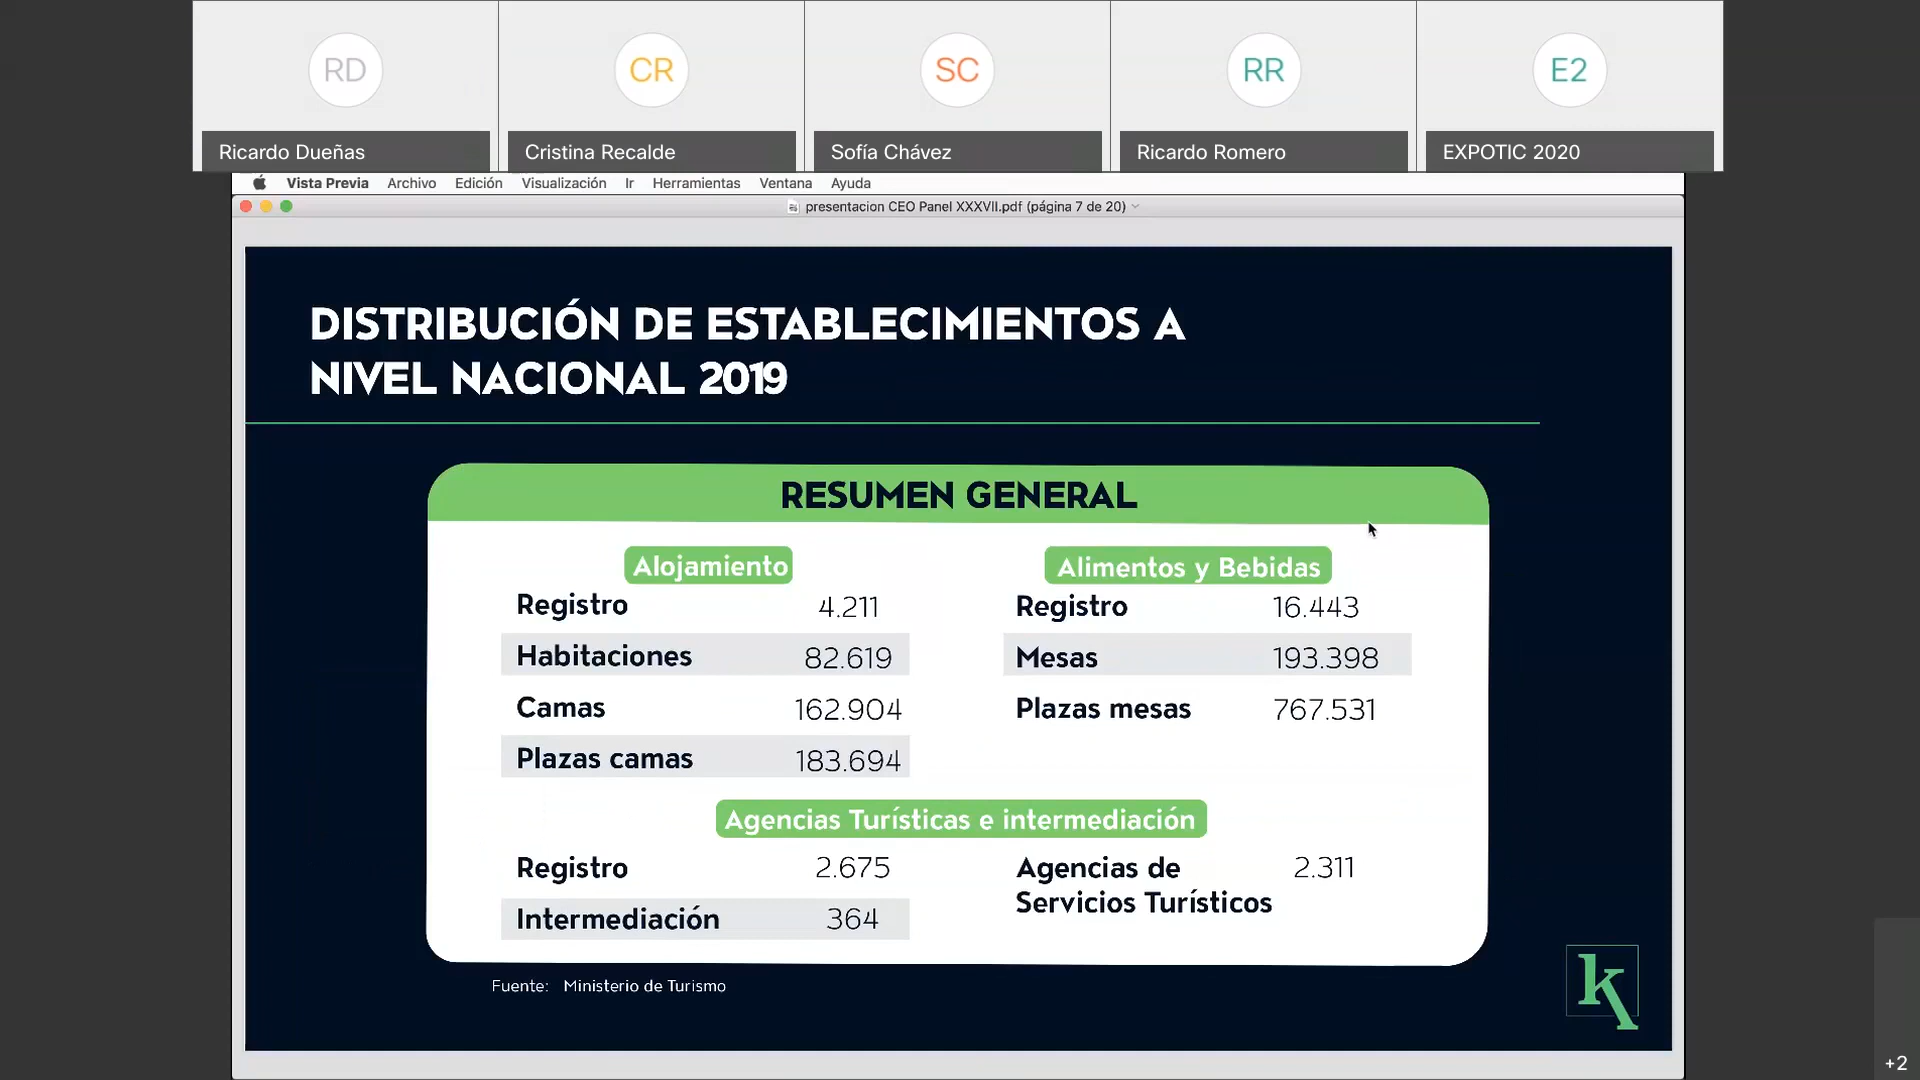 RD
CR
SC
RR
E2
Ricardo Dueñas
Cristina Recalde
Sofía Chávez
Ricardo Romero
EXPOTIC 2020
Vista Previa Archivo Edición Visualización Ir Herramientas Ventana Ayuda
presentacion CEO Panel XXXVII.pdf (página 7 de 20)
DISTRIBUCIÓN DE ESTABLECIMIENTOS A
NIVEL NACIONAL 2019
RESUMEN GENERAL
Alojamiento
Registro 4.211
Habitaciones 82.619
Camas 162.904
Plazas camas 183.694
Alimentos y Bebidas
Registro 16.443
Mesas 193.398
Plazas mesas 767.531
Agencias Turísticas e intermediación
Registro 2.675
Intermediación 364
Agencias de 2.311
Servicios Turísticos
Fuente: Ministerio de Turismo
k
+2